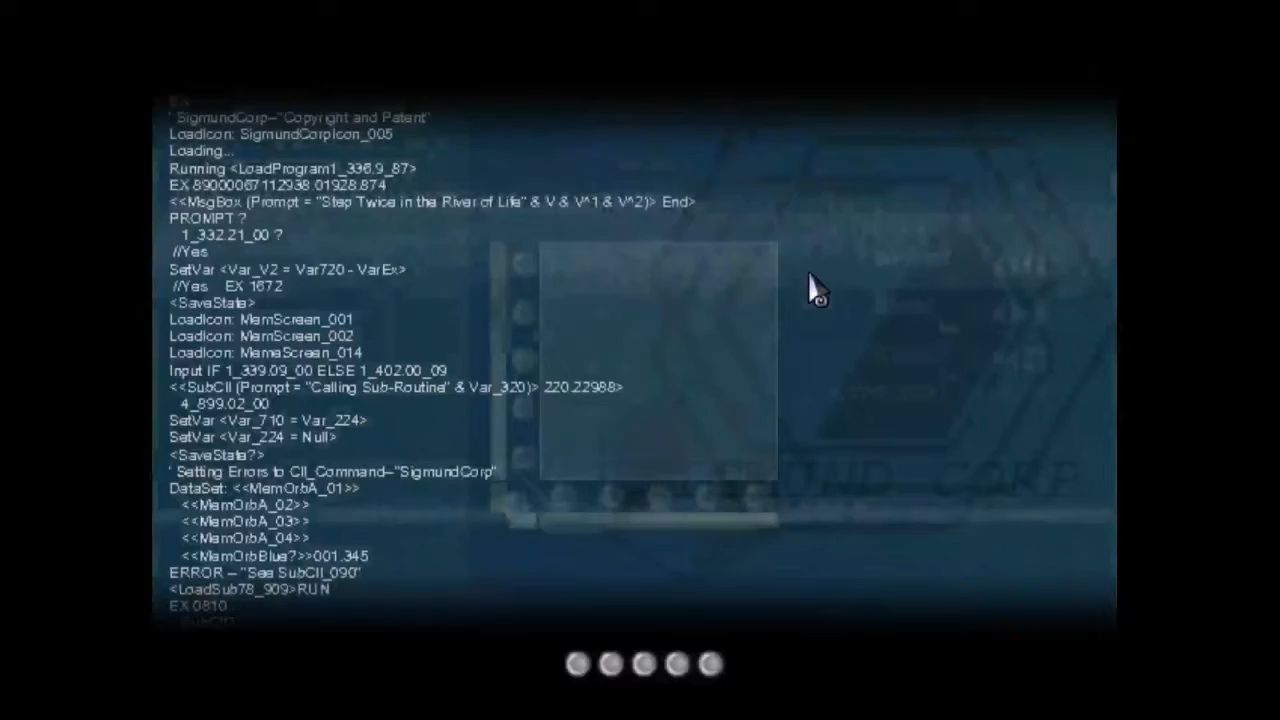 EX
' SigmundCorp--"Copyright and Patent"
LoadIcon: SigmundCorpIcon_005
Loading...
Running <LoadProgram1_336.9_87>
EX 89000067112938.01928.874
<<MsgBox (Prompt = "Step Twice in the River of Life" & V & V^1 & V^2)> End>
PROMPT ?
1_332.21_00 ?
//Yes
SetVar <Var_V2 = Var720 - VarEx>
//Yes EX 1672
<SaveState>
LoadIcon: MemScreen_001
LoadIcon: MemScreen_002
LoadIcon: MemeScreen_014
Input IF 1_339.09_00 ELSE 1_402.00_09
<<SubCll (Prompt = "Calling Sub-Routine" & Var_320)> 220.22988>
4_899.02_00
SetVar <Var_710 = Var_224>
SetVar <Var_224 = Null>
<SaveState?>
' Setting Errors to Cll_Command--"SigmundCorp"
DataSet: <<MemOrbA_01>>
<<MemOrbA_02>>
<<MemOrbA_03>>
<<MemOrbA_04>>
<<MemOrbBlue?>>001.345
ERROR -- "See SubCll_090"
<LoadSub78_909>RUN
EX 0810
CORP